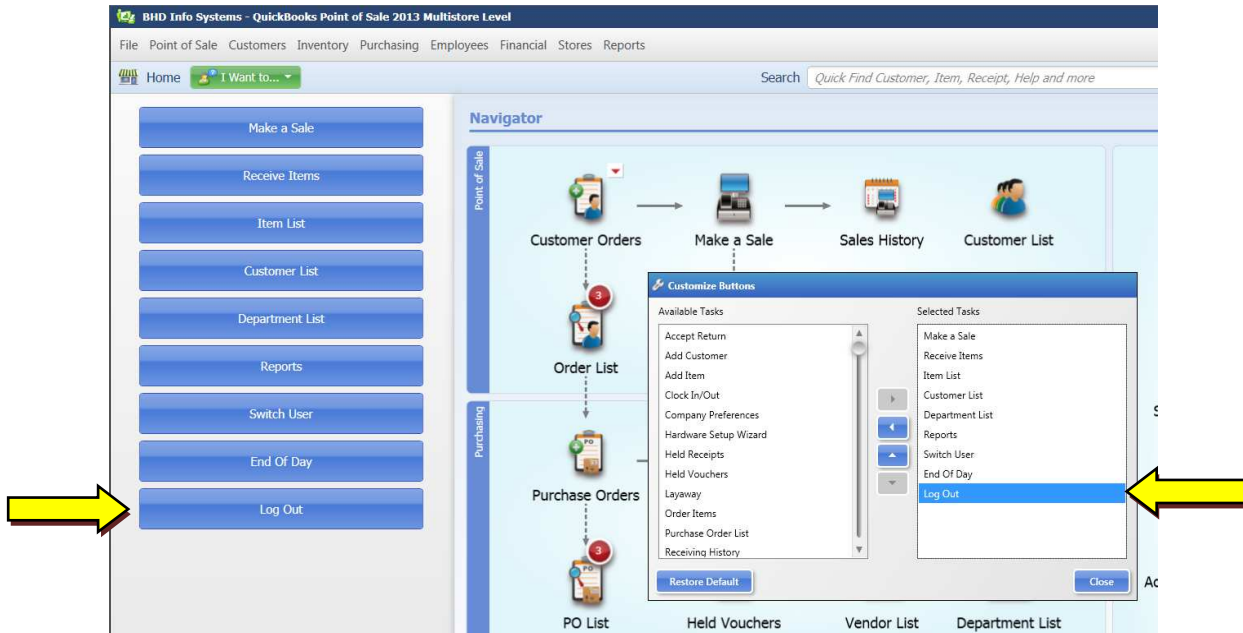 BHD Info Systems - QuickBooks Point of Sale 2013 Multistore Level
File Point of Sale Customers Inventory Purchasing Employees Financial Stores Reports
Home I Want to... Search Quick Find Customer, Item, Receipt, Help and more
Make a Sale
Receive Items
Item List
Customer List
Department List
Reports
Switch User
End Of Day
Log Out
Navigator
Point of Sale
Customer Orders Make a Sale Sales History Customer List
3
Order List
Purchasing
PO
Purchase Orders
3
PO
PO List Held Vouchers Vendor List Department List
Customize Buttons
Available Tasks
Accept Return
Add Customer
Add Item
Clock In/Out
Company Preferences
Hardware Setup Wizard
Held Receipts
Held Vouchers
Layaway
Order Items
Purchase Order List
Receiving History
Selected Tasks
Make a Sale
Receive Items
Item List
Customer List
Department List
Reports
Switch User
End Of Day
Log Out
Restore Default Close